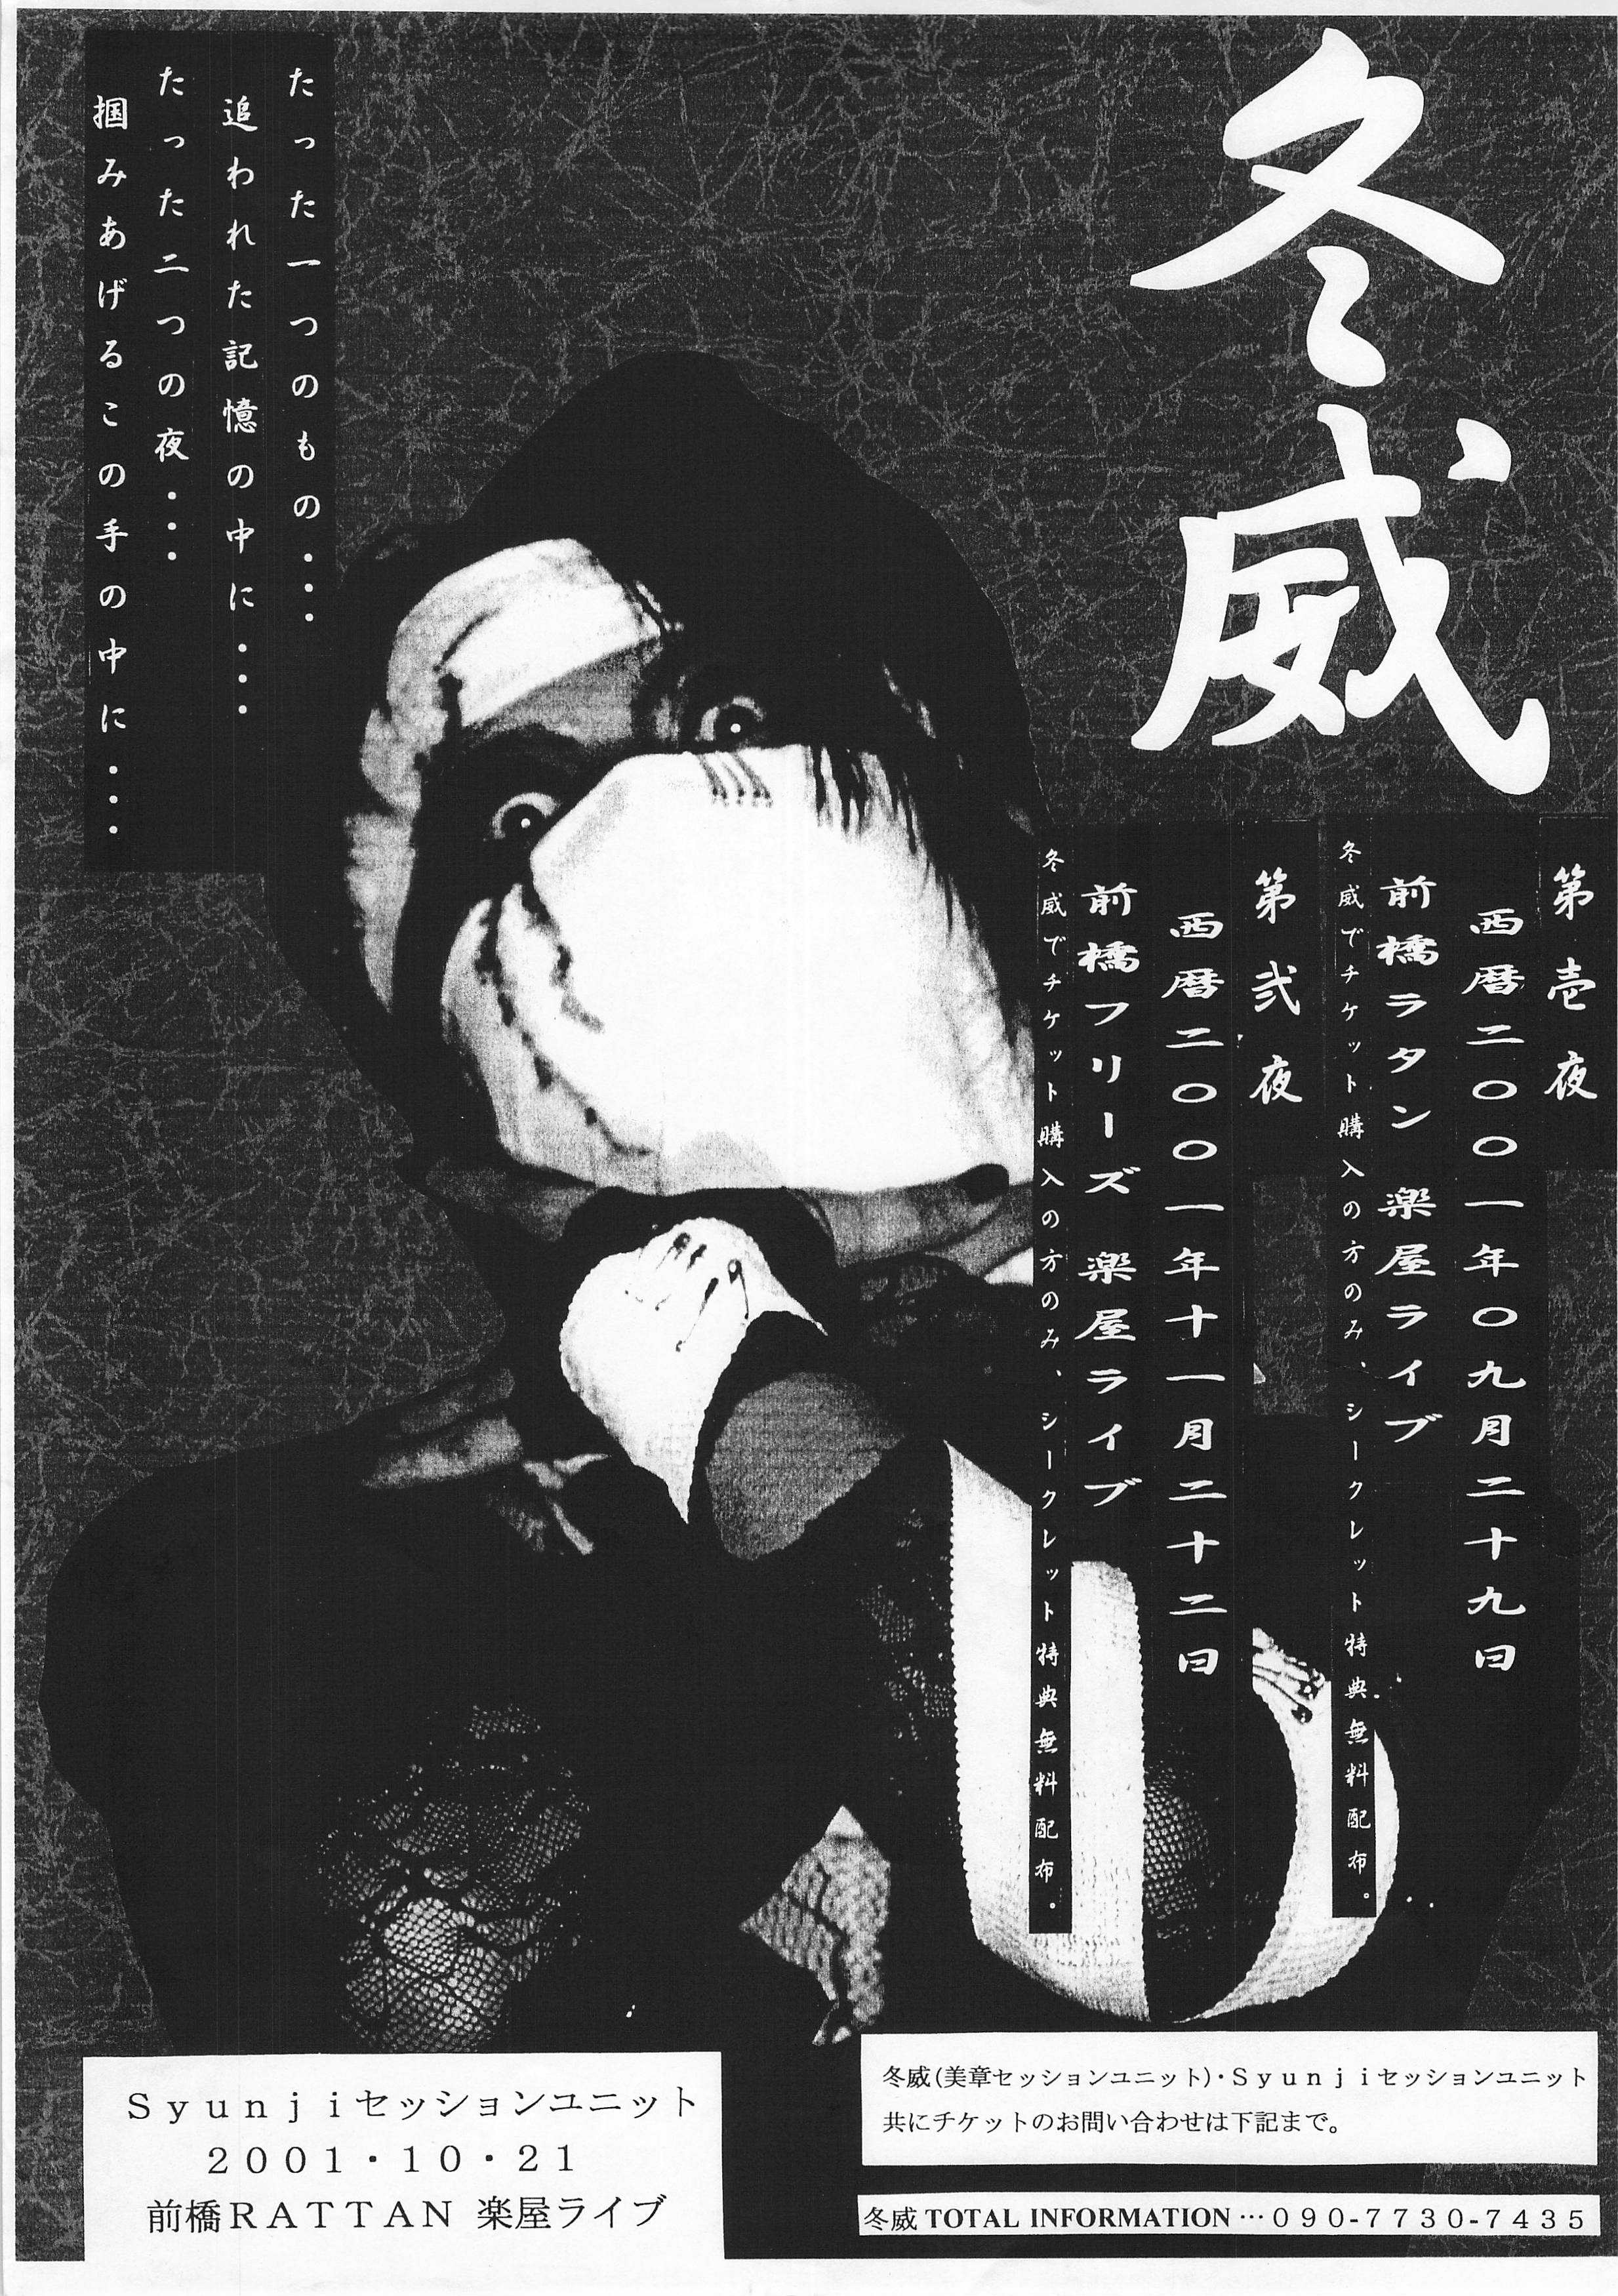 冬威
第壱夜
西暦二〇〇一年〇九月二十九日
前橋ラタン 楽屋ライブ
冬威でチケット購入の方のみ、シークレット特典無料配布。
第弐夜
西暦二〇〇一年十一月二十二日
前橋フリーズ 楽屋ライブ
冬威でチケット購入の方のみ、シークレット特典無料配布。
たった一つのもの・・・
追われた記憶の中に・・・
たった二つの夜・・・
掴みあげるこの手の中に・・・
Ｓｙｕｎｊｉセッションユニット
２００１・１０・２１
前橋ＲＡＴＴＡＮ 楽屋ライブ
冬威(美章セッションユニット)・Ｓｙｕｎｊｉセッションユニット
共にチケットのお問い合わせは下記まで。
冬威 TOTAL INFORMATION…０９０-７７３０-７４３５